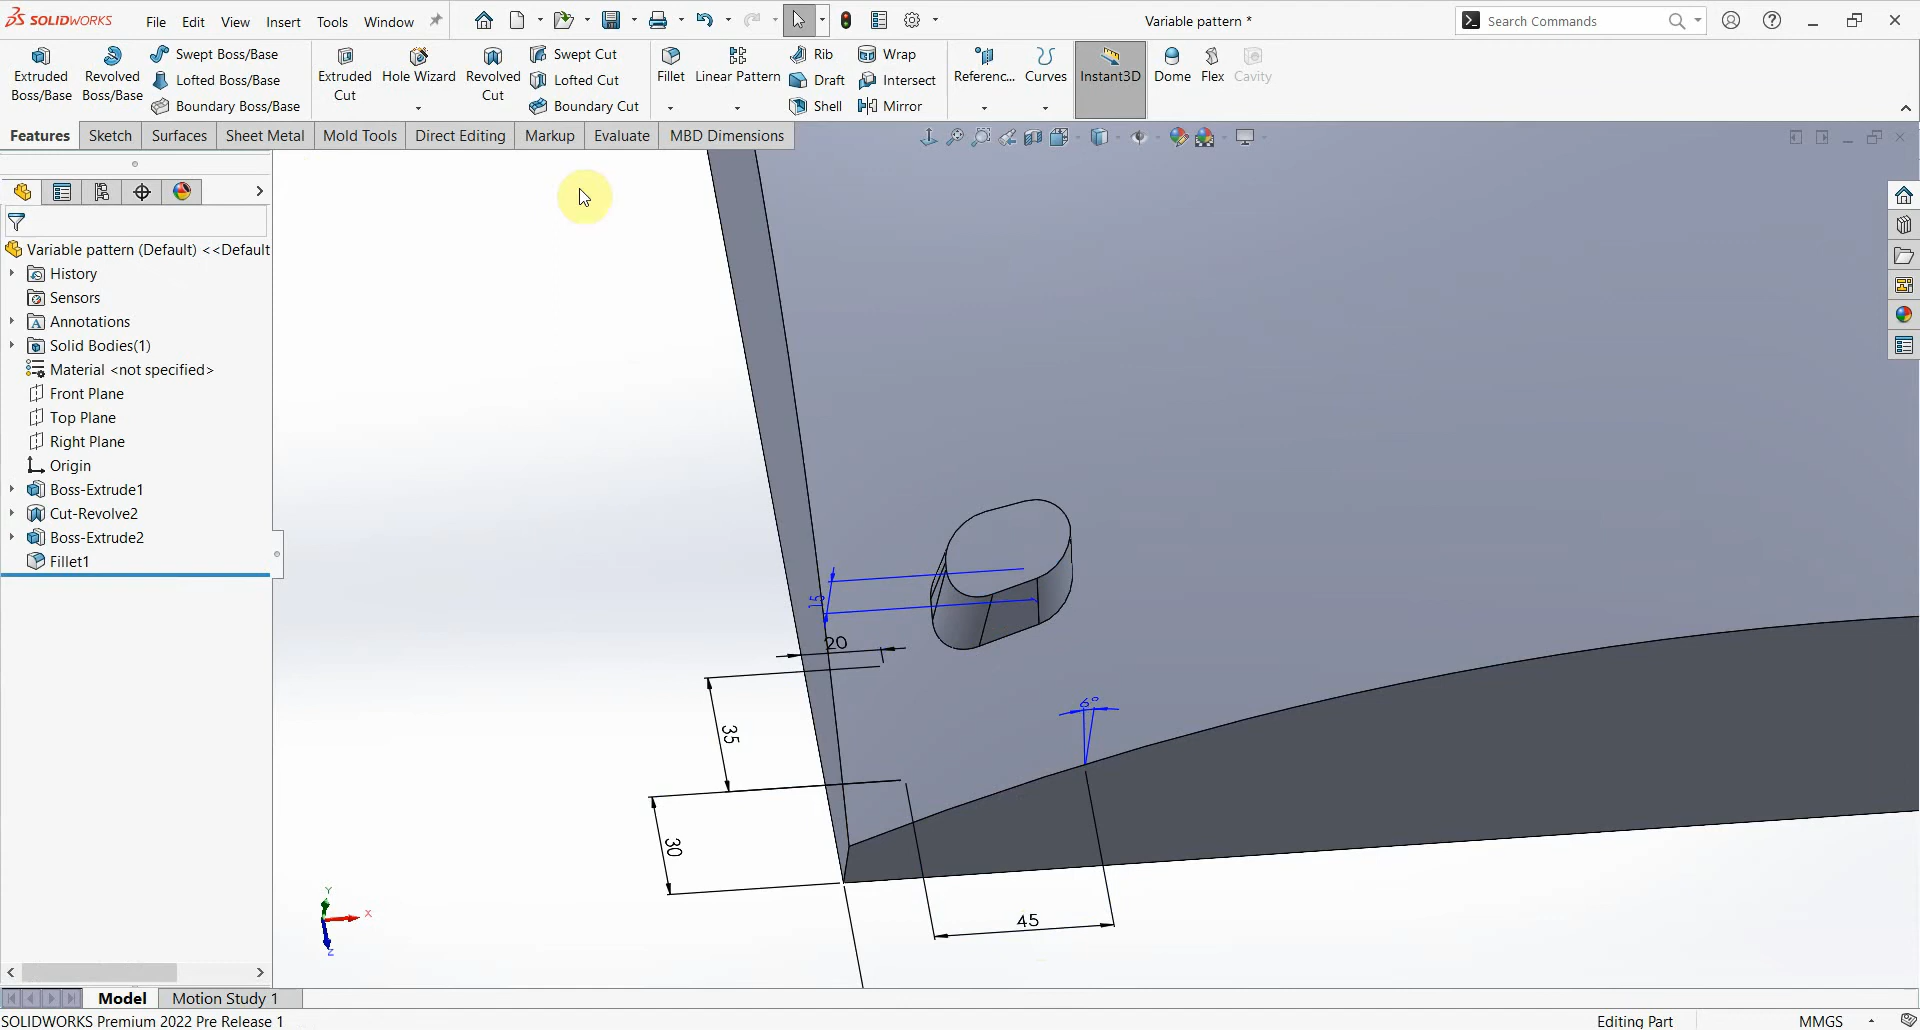 SOLIDWORKS File Edit View Insert Tools Window Variable pattern * Search Commands
Extruded Boss/Base Revolved Boss/Base Swept Boss/Base Lofted Boss/Base Boundary Boss/Base
Extruded Cut Hole Wizard Revolved Cut Swept Cut Lofted Cut Boundary Cut
Fillet Linear Pattern Rib Draft Shell Wrap Intersect Mirror
Referenc... Curves Instant3D Dome Flex Cavity
Features Sketch Surfaces Sheet Metal Mold Tools Direct Editing Markup Evaluate MBD Dimensions
Variable pattern (Default) <<Default
History
Sensors
Annotations
Solid Bodies(1)
Material <not specified>
Front Plane
Top Plane
Right Plane
Origin
Boss-Extrude1
Cut-Revolve2
Boss-Extrude2
Fillet1
15
20
35
6°
30
45
Y
X
Z
Model Motion Study 1
SOLIDWORKS Premium 2022 Pre Release 1 Editing Part MMGS